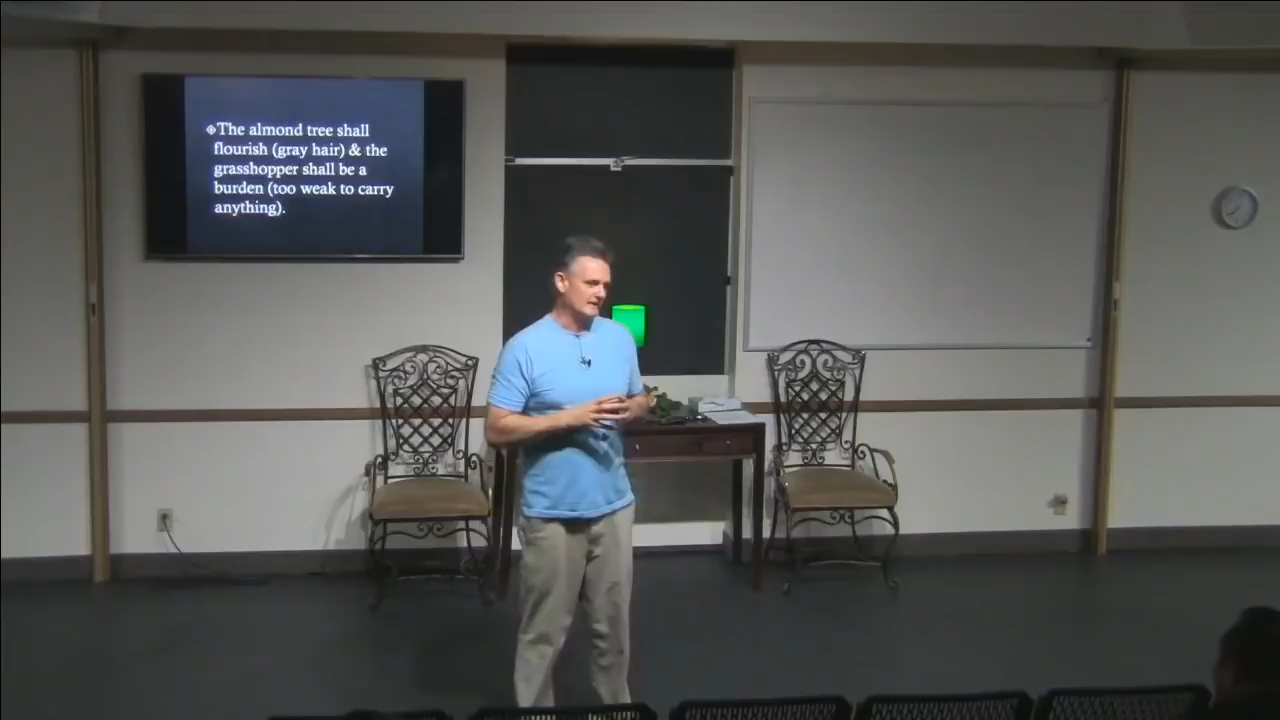 ❖The almond tree shall
flourish (gray hair) & the
grasshopper shall be a
burden (too weak to carry
anything).